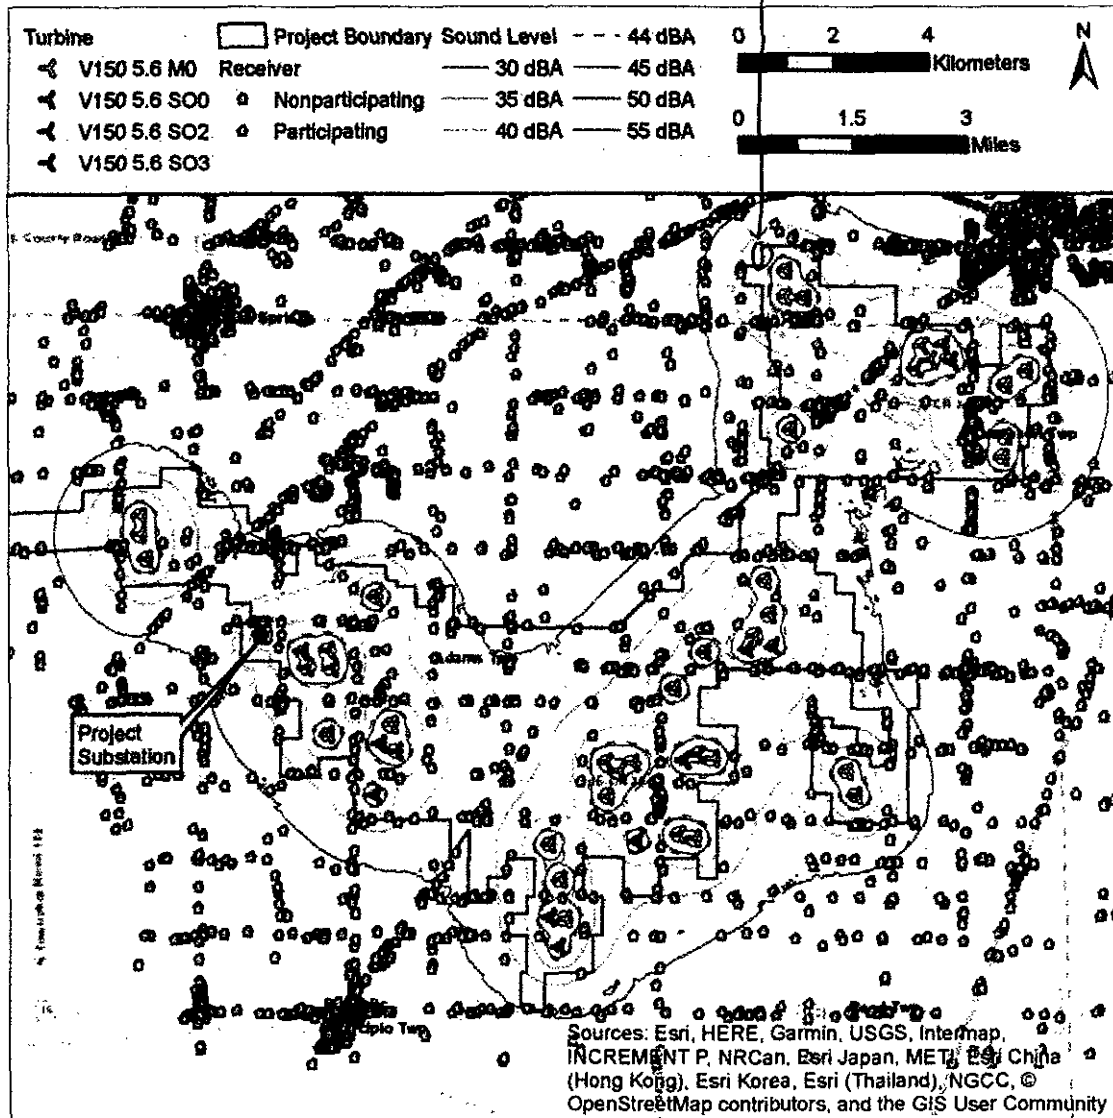 Turbine
V150 5.6 M0
V150 5.6 SO0
V150 5.6 SO2
V150 5.6 SO3
Project Boundary
Receiver
Nonparticipating
Participating
Sound Level
30 dBA
35 dBA
40 dBA
44 dBA
45 dBA
50 dBA
55 dBA
0 2 4
Kilometers
0 1.5 3
Miles
N
Project
Substation
Sources: Esri, HERE, Garmin, USGS, Intermap,
INCREMENT P, NRCan, Esri Japan, METI, Esri China
(Hong Kong), Esri Korea, Esri (Thailand), NGCC, ©
OpenStreetMap contributors, and the GIS User Community